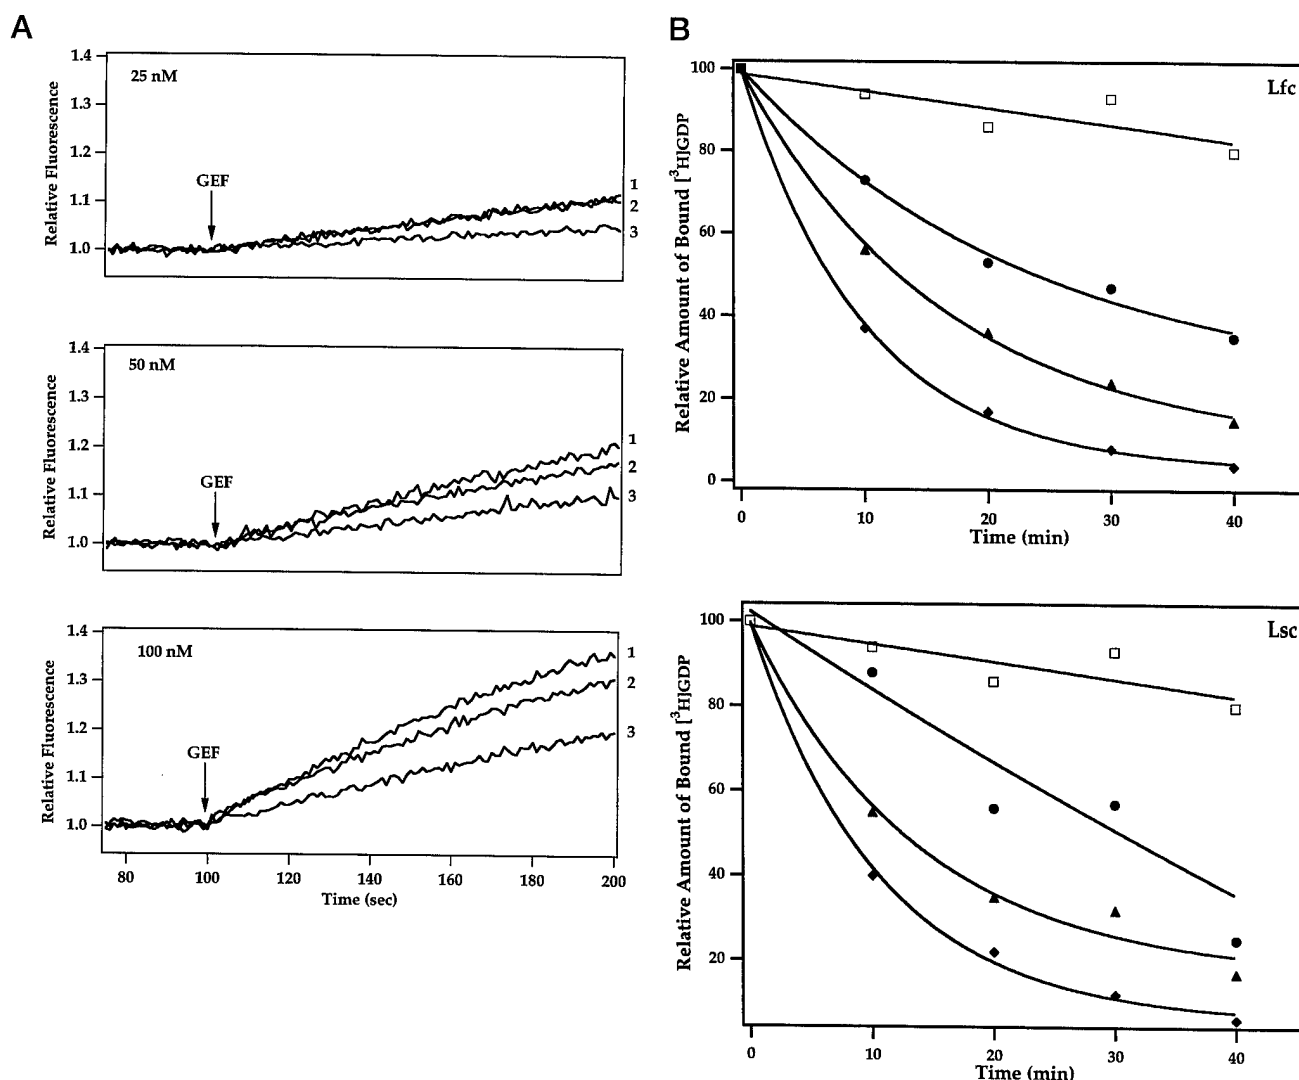 A
1.4
1.3
1.2
1.1
1.0
Relative Fluorescence
25 nM
GEF
1
2
3
1.4
1.3
1.2
1.1
1.0
Relative Fluorescence
50 nM
GEF
1
2
3
1.4
1.3
1.2
1.1
1.0
Relative Fluorescence
100 nM
GEF
1
2
3
80 100 120 140 160 180 200
Time (sec)
B
100
80
60
40
20
0
Relative Amount of Bound [³H]GDP
Lfc
0 10 20 30 40
Time (min)
100
80
60
40
20
Relative Amount of Bound [³H]GDP
Lsc
0 10 20 30 40
Time (min)